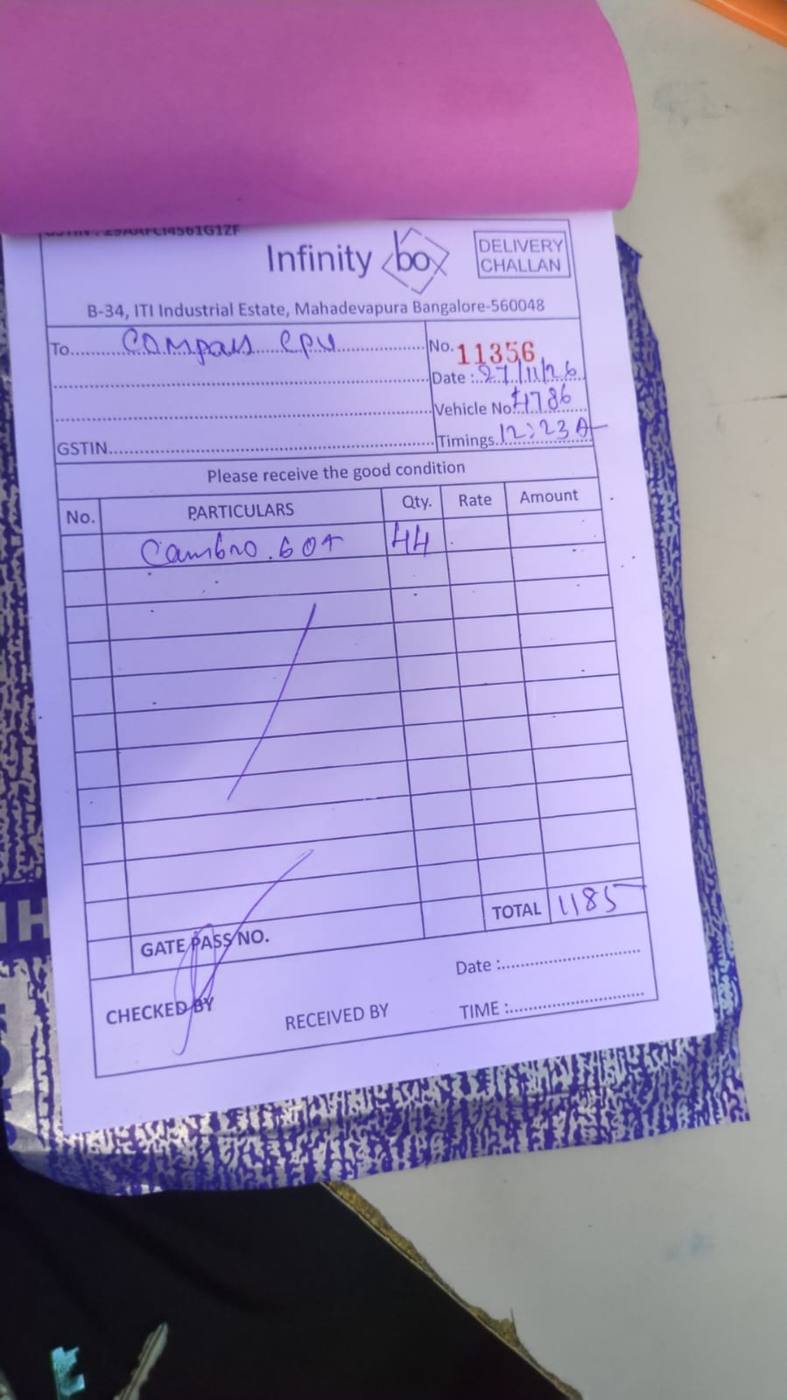 Infinity box
DELIVERY
CHALLAN
B-34, ITI Industrial Estate, Mahadevapura Bangalore-560048
To Compass CPU
No. 11356
Date : 27/11/26
Vehicle No. 4786
Timings 12:23
GSTIN
Please receive the good condition
No. PARTICULARS Qty. Rate Amount
Cambro 44
TOTAL 1185
GATE PASS NO.
Date :
CHECKED BY RECEIVED BY TIME :